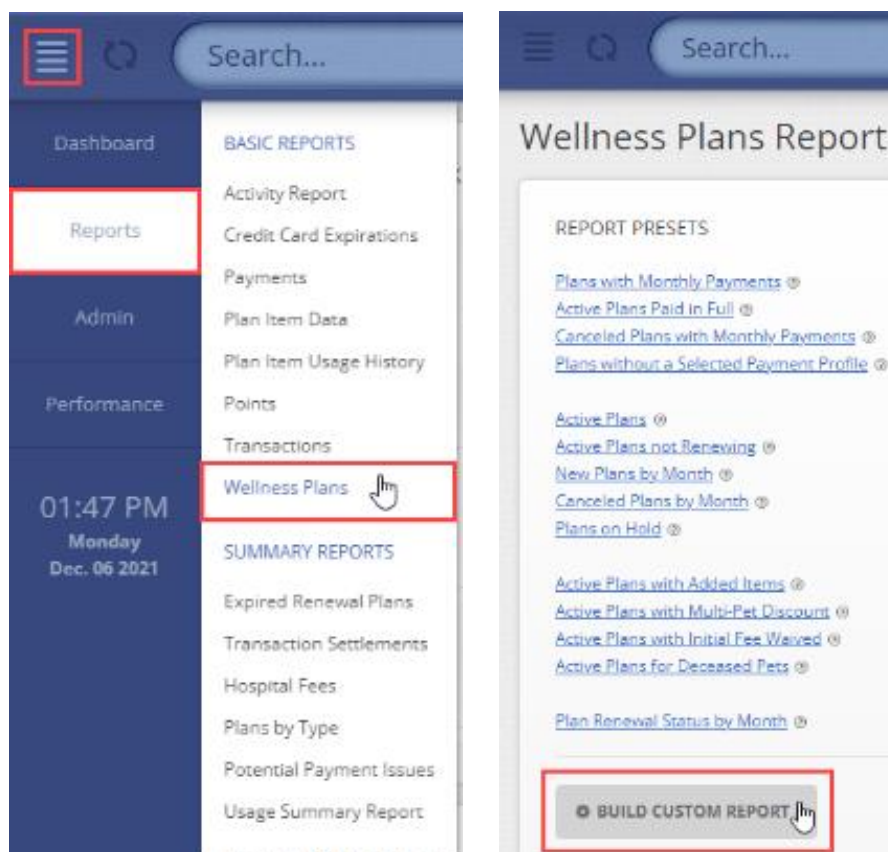 Search...
Dashboard
Reports
Admin
Performance
01:47 PM
Monday
Dec. 06 2021
BASIC REPORTS
Activity Report
Credit Card Expirations
Payments
Plan Item Data
Plan Item Usage History
Points
Transactions
Wellness Plans
SUMMARY REPORTS
Expired Renewal Plans
Transaction Settlements
Hospital Fees
Plans by Type
Potential Payment Issues
Usage Summary Report
Search...
Wellness Plans Report
REPORT PRESETS
Plans with Monthly Payments
Active Plans Paid in Full
Canceled Plans with Monthly Payments
Plans without a Selected Payment Profile
Active Plans
Active Plans not Renewing
New Plans by Month
Canceled Plans by Month
Plans on Hold
Active Plans with Added Items
Active Plans with Multi-Pet Discount
Active Plans with Initial Fee Waived
Active Plans for Deceased Pets
Plan Renewal Status by Month
BUILD CUSTOM REPORT